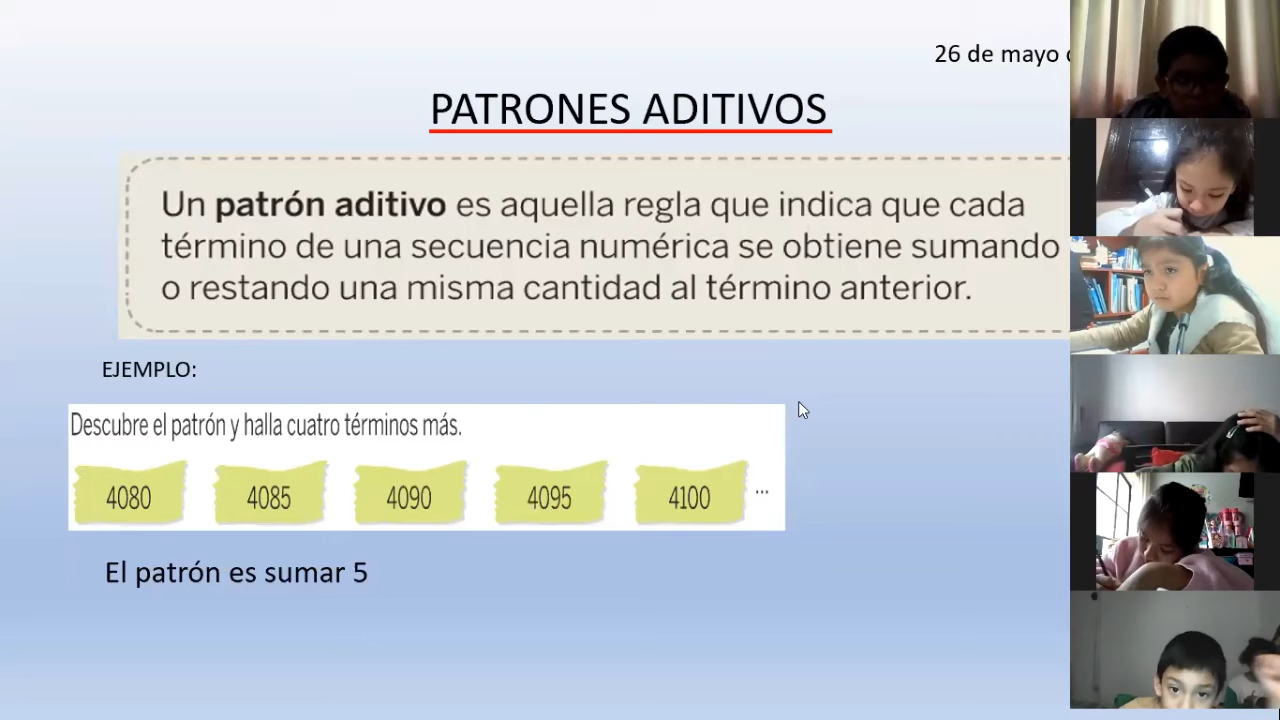 26 de mayo
PATRONES ADITIVOS
Un patrón aditivo es aquella regla que indica que cada
término de una secuencia numérica se obtiene sumando
o restando una misma cantidad al término anterior.
EJEMPLO:
Descubre el patrón y halla cuatro términos más.
4080 4085 4090 4095 4100 ...
El patrón es sumar 5